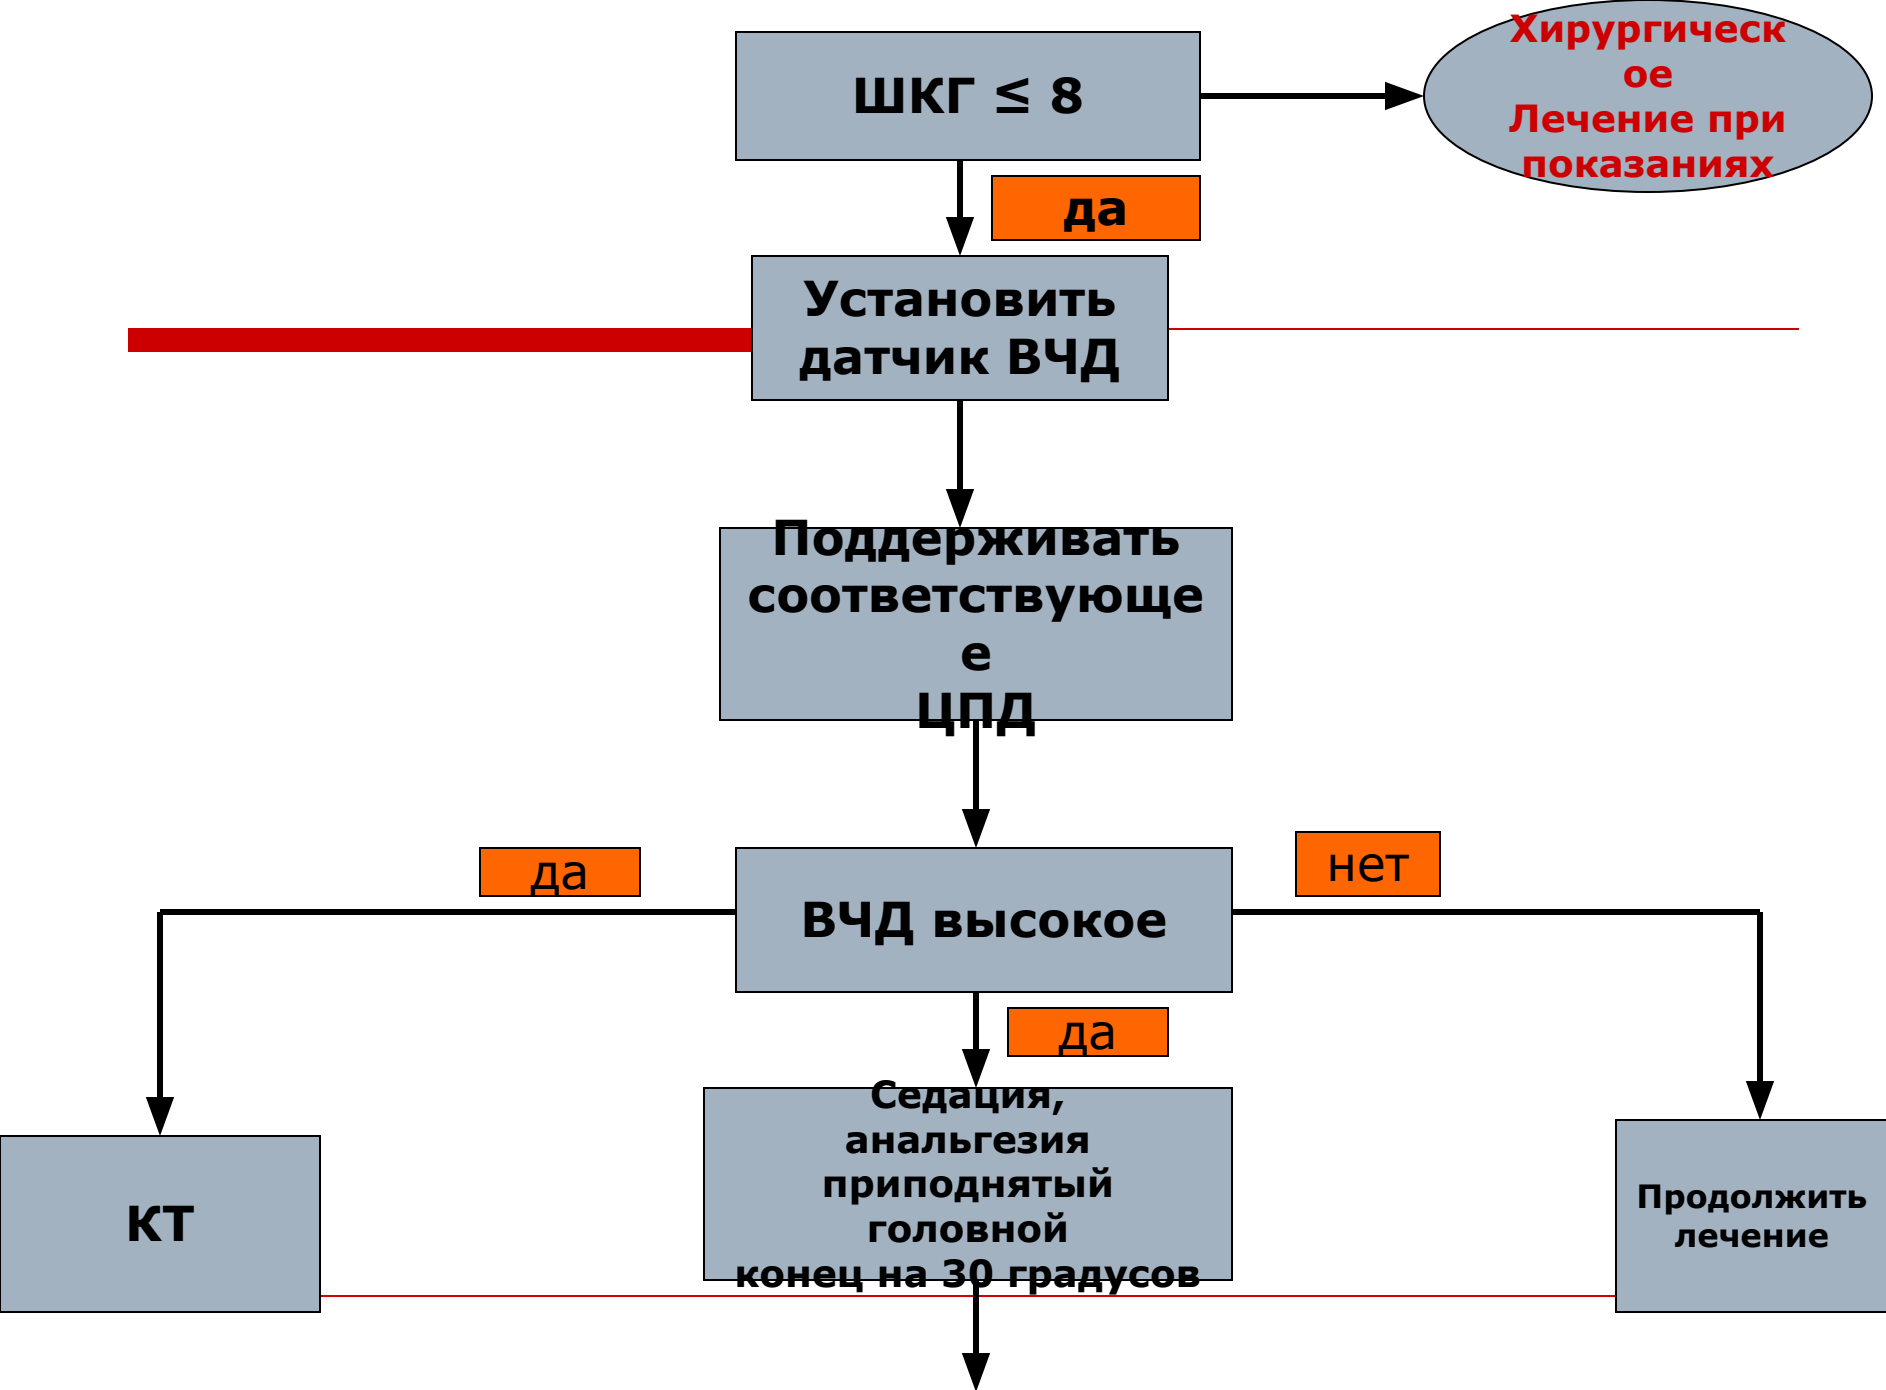 ШКГ ≤ 8
Хирургическ
ое
Лечение при
показаниях
да
Установить
датчик ВЧД
Поддерживать
соответствующе
е
ЦПД
да
ВЧД высокое
нет
да
Седация,
анальгезия
приподнятый
головной
конец на 30 градусов
КТ
Продолжить
лечение